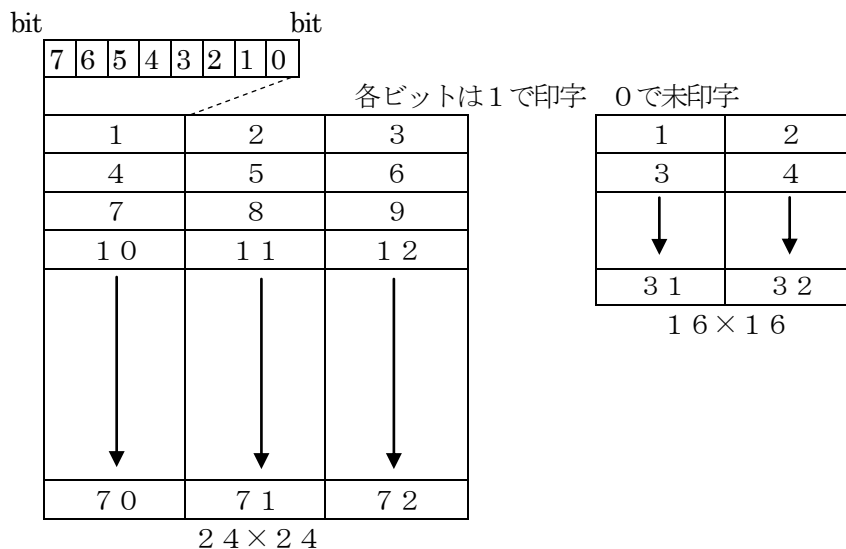 bit bit
7 6 5 4 3 2 1 0
各ビットは１で印字　０で未印字
１ ２ ３
４ ５ ６
７ ８ ９
１０ １１ １２
７０ ７１ ７２
２４×２４
１ ２
３ ４
３１ ３２
１６×１６